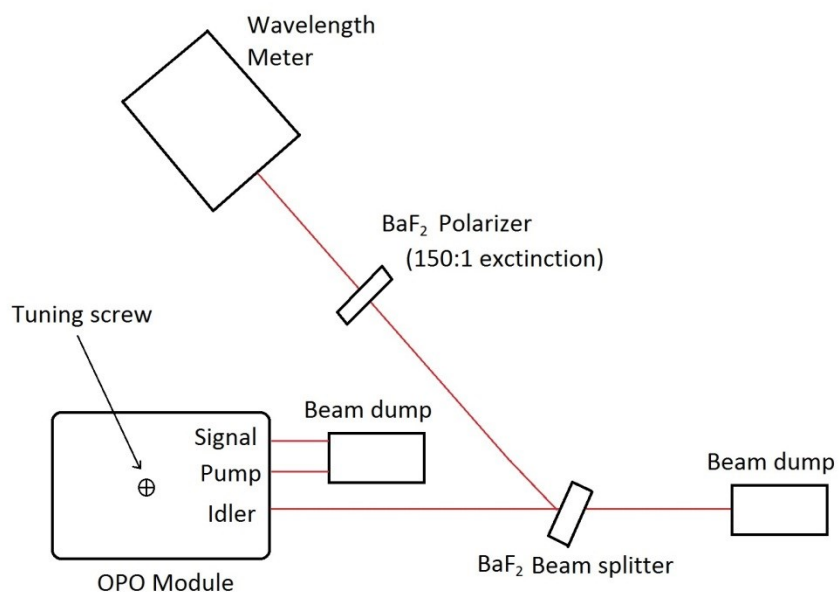 Wavelength
Meter
BaF₂ Polarizer
(150:1 exctinction)
Tuning screw
Beam dump
Signal
Pump
Idler
Beam dump
BaF₂ Beam splitter
OPO Module